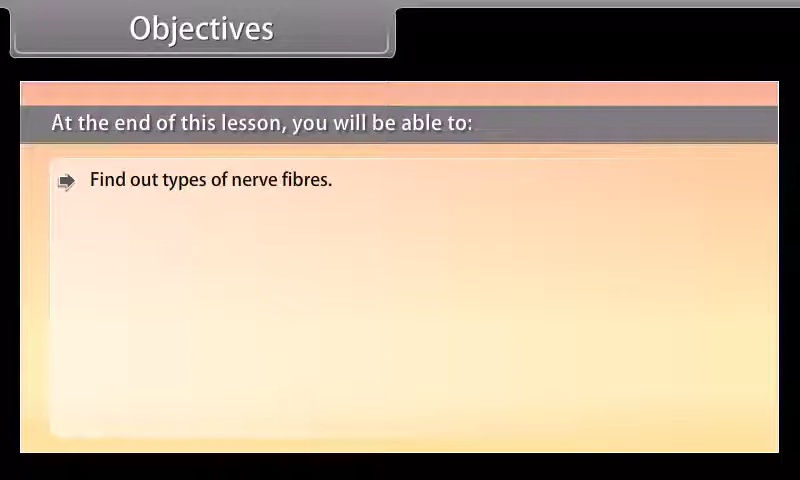 Objectives
At the end of this lesson, you will be able to:
Find out types of nerve fibres.